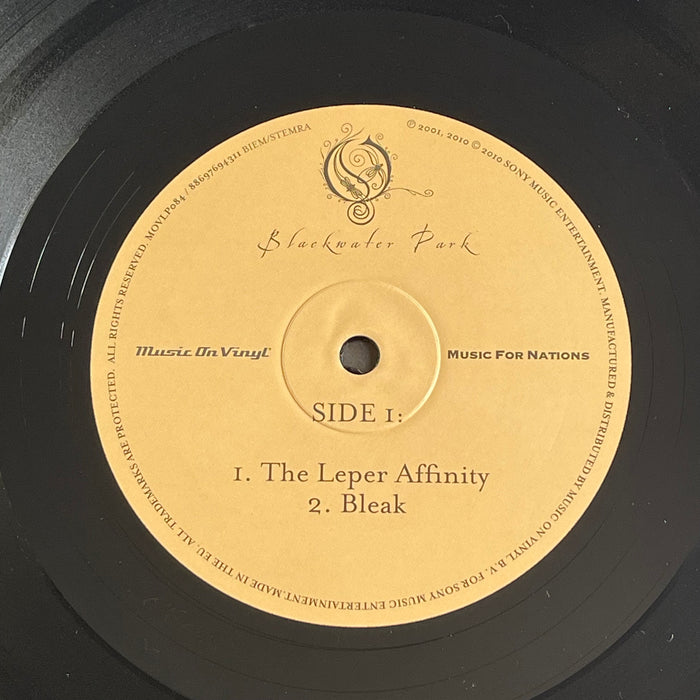 Blackwater Park
Music On Vinyl
MUSIC FOR NATIONS
SIDE 1:
1. The Leper Affinity
2. Bleak
℗ 2001, 2010 © 2010 SONY MUSIC ENTERTAINMENT. MANUFACTURED & DISTRIBUTED BY MUSIC ON VINYL B.V. FOR SONY MUSIC ENTERTAINMENT. MADE IN THE EU. ALL TRADEMARKS ARE PROTECTED. ALL RIGHTS RESERVED. MOVLP084 / 88697694311 BIEM/STEMRA